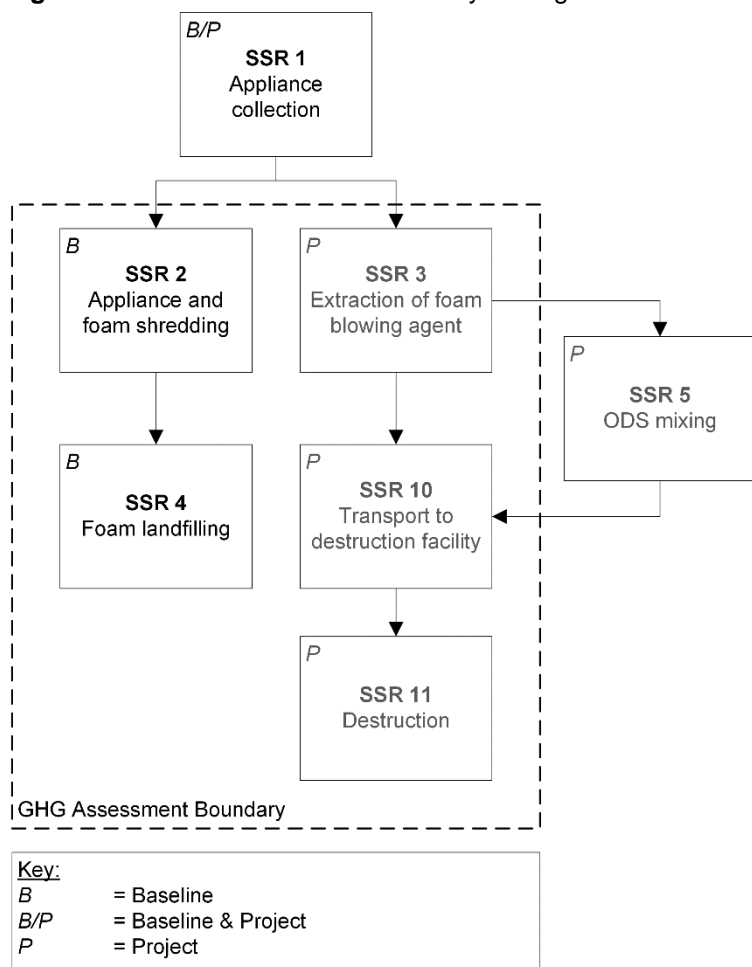 B/P
SSR 1
Appliance
collection
B
SSR 2
Appliance and
foam shredding
P
SSR 3
Extraction of foam
blowing agent
P
SSR 5
ODS mixing
B
SSR 4
Foam landfilling
P
SSR 10
Transport to
destruction facility
P
SSR 11
Destruction
GHG Assessment Boundary
Key:
B = Baseline
B/P = Baseline & Project
P = Project